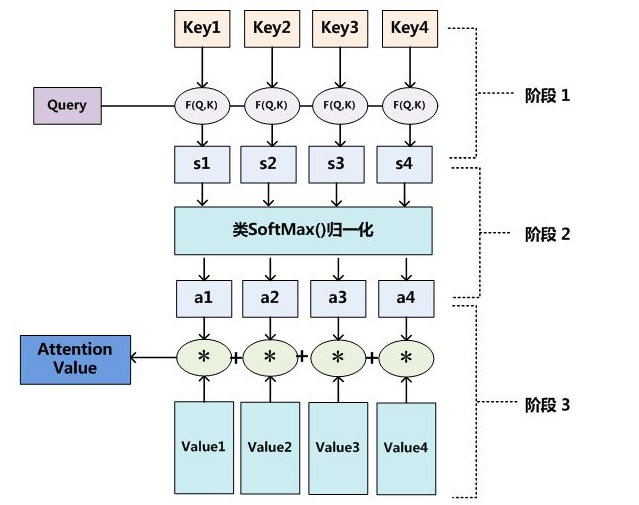 Key1 Key2 Key3 Key4
阶段 1
Query F(Q,K) F(Q,K) F(Q,K) F(Q,K)
s1 s2 s3 s4
类SoftMax()归一化
阶段 2
a1 a2 a3 a4
Attention
Value
* + * + * + *
阶段 3
Value1 Value2 Value3 Value4